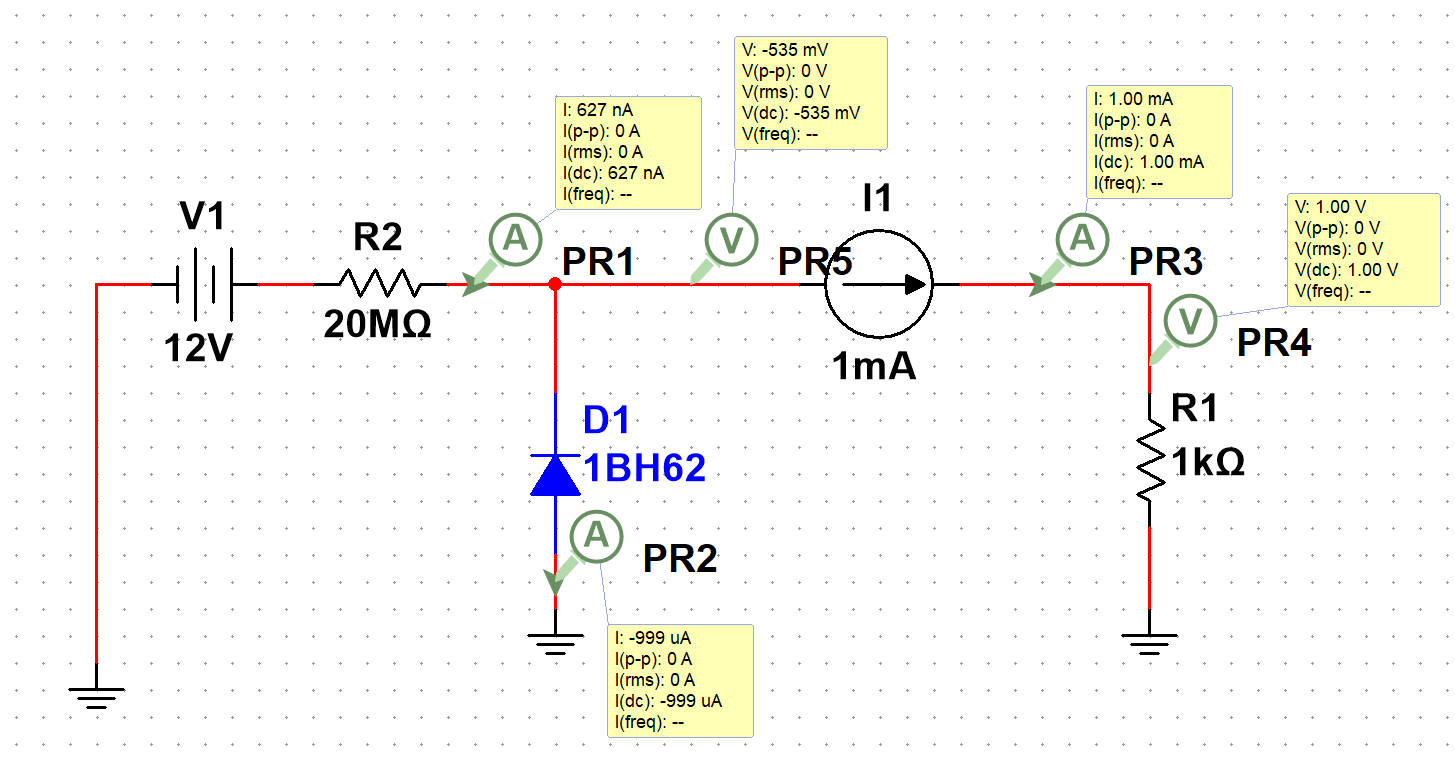 V: -535 mV
V(p-p): 0 V
V(rms): 0 V
V(dc): -535 mV
V(freq): --
I: 627 nA
I(p-p): 0 A
I(rms): 0 A
I(dc): 627 nA
I(freq): --
I: 1.00 mA
I(p-p): 0 A
I(rms): 0 A
I(dc): 1.00 mA
I(freq): --
V: 1.00 V
V(p-p): 0 V
V(rms): 0 V
V(dc): 1.00 V
V(freq): --
V1
12V
R2
20MΩ
A
PR1
V
PR5
I1
1mA
A
PR3
V
PR4
R1
1kΩ
D1
1BH62
A
PR2
I: -999 uA
I(p-p): 0 A
I(rms): 0 A
I(dc): -999 uA
I(freq): --